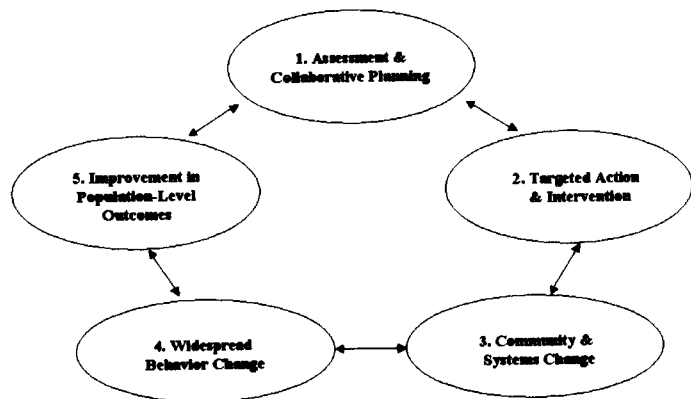 1. Assessment &
Collaborative Planning
2. Targeted Action
& Intervention
3. Community &
Systems Change
4. Widespread
Behavior Change
5. Improvement in
Population-Level
Outcomes